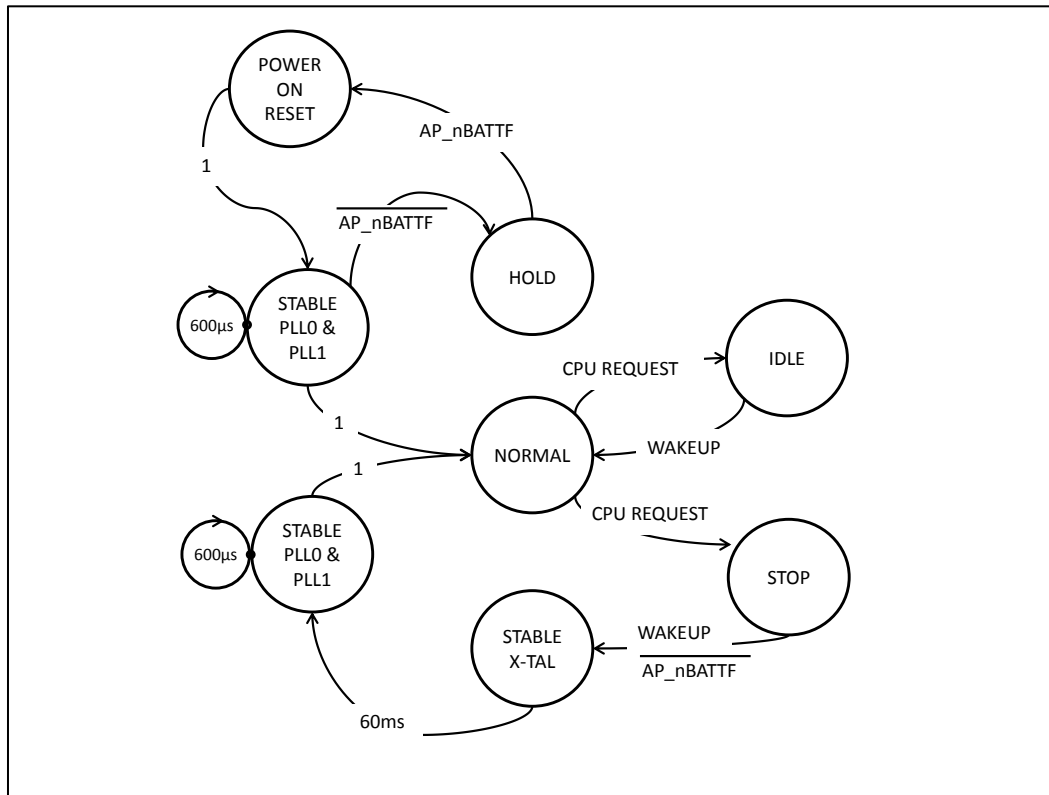 POWER
ON
RESET
AP_nBATTF
1
AP_nBATTF
HOLD
STABLE
PLL0 &
PLL1
600µs
IDLE
CPU REQUEST
1
NORMAL
WAKEUP
1
CPU REQUEST
STABLE
PLL0 &
PLL1
600µs
STOP
STABLE
X-TAL
WAKEUP
AP_nBATTF
60ms